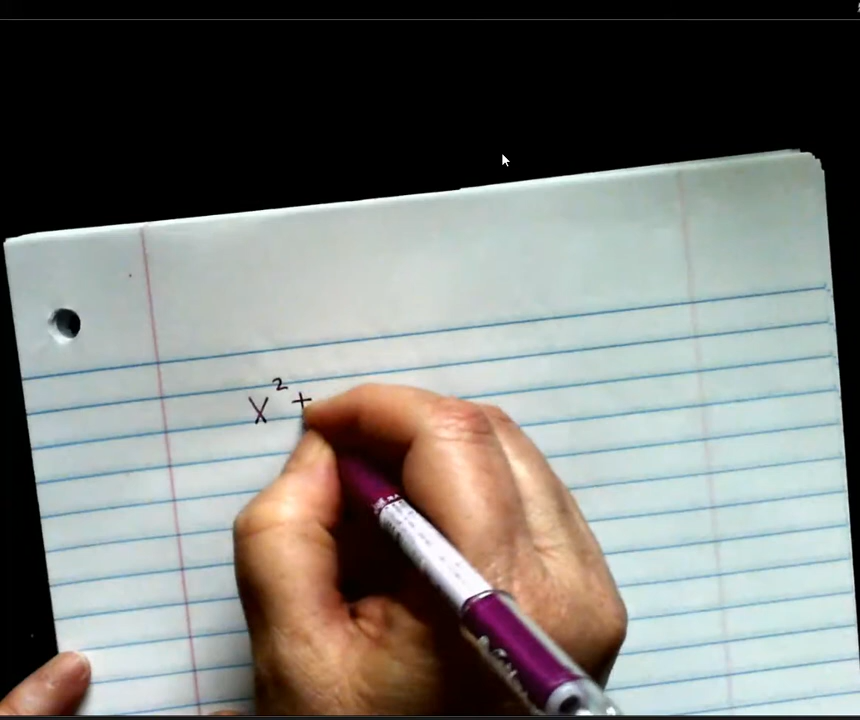 x² +